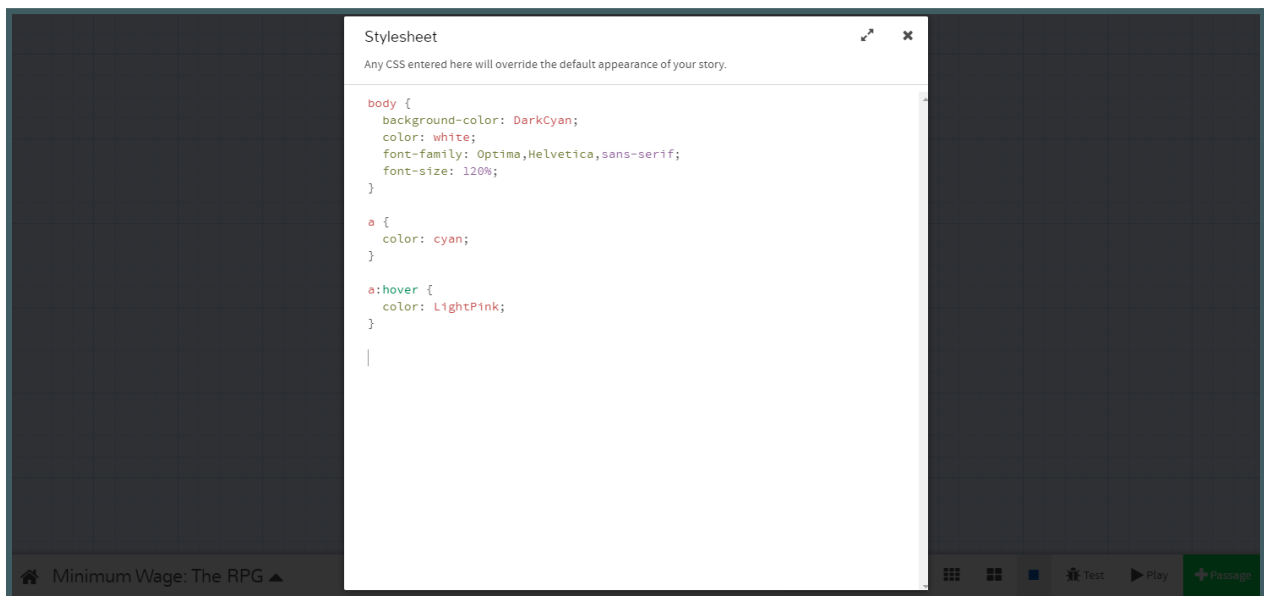 Stylesheet
Any CSS entered here will override the default appearance of your story.
body {
  background-color: DarkCyan;
  color: white;
  font-family: Optima,Helvetica,sans-serif;
  font-size: 120%;
}
a {
  color: cyan;
}
a:hover {
  color: LightPink;
}
Minimum Wage: The RPG
Test
Play
Passage